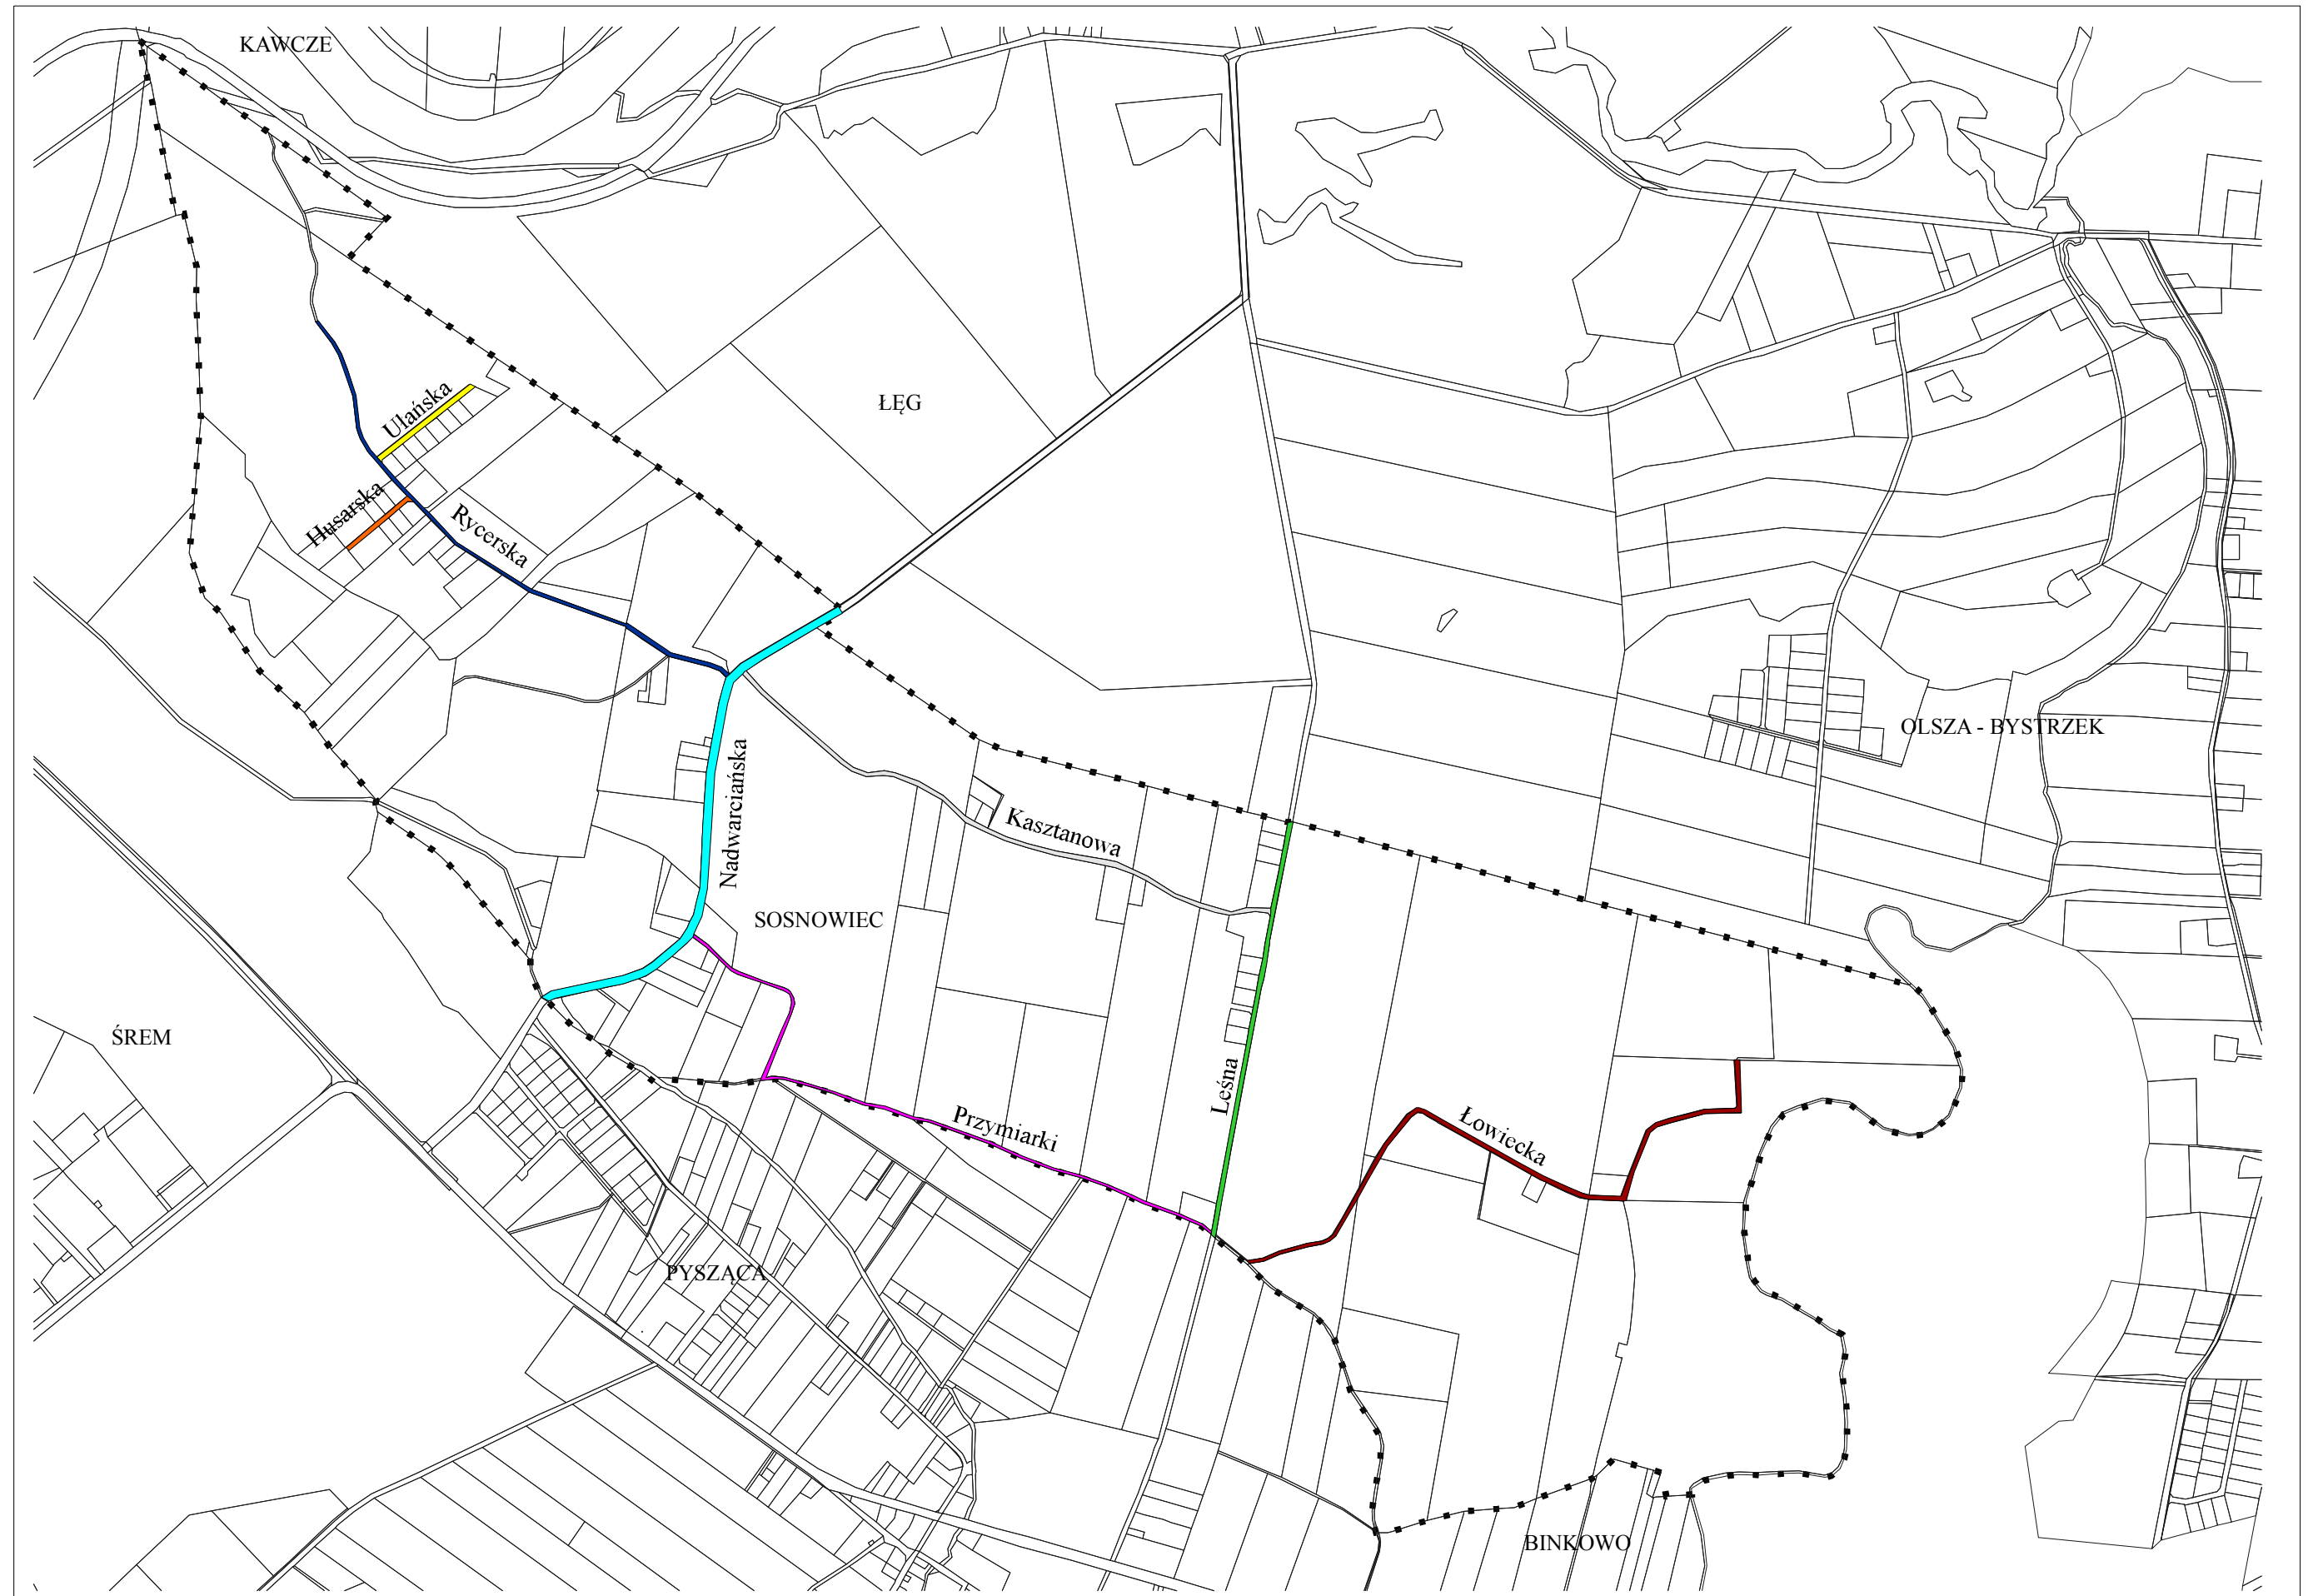 KAWCZE
ŁĘG
Ulańska
Husarska
Rycerska
OLSZA - BYSTRZEK
Nadwarciańska
Kasztanowa
SOSNOWIEC
ŚREM
Leśna
Przymiarki
Łowiecka
PYSZĄCA
BINKOWO